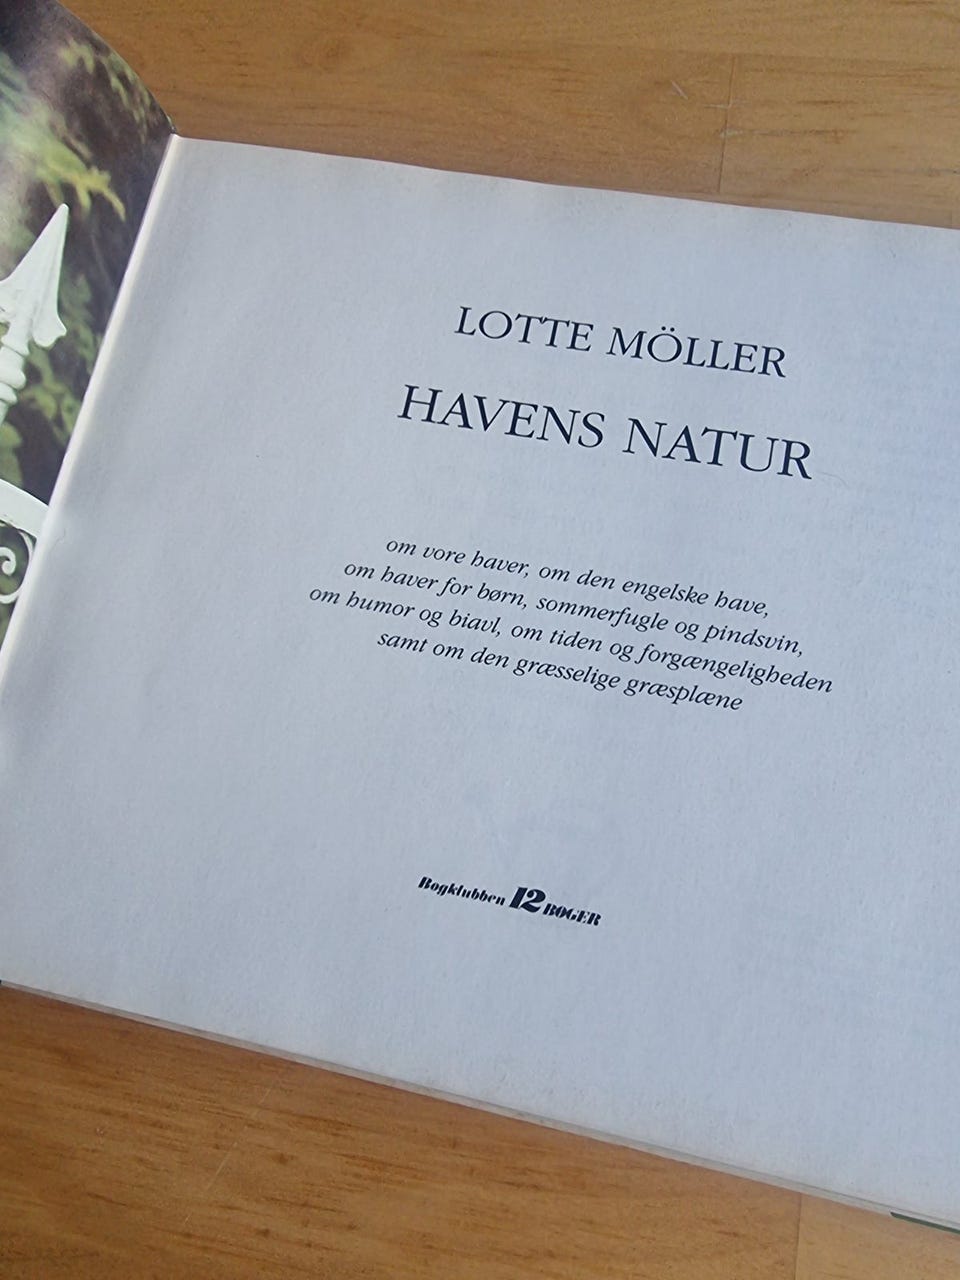 LOTTE MÖLLER
HAVENS NATUR
om vore haver, om den engelske have,
om haver for børn, sommerfugle og pindsvin,
om humor og biavl, om tiden og forgængeligheden
samt om den græsselige græsplæne
Bogklubben 12 BØGER